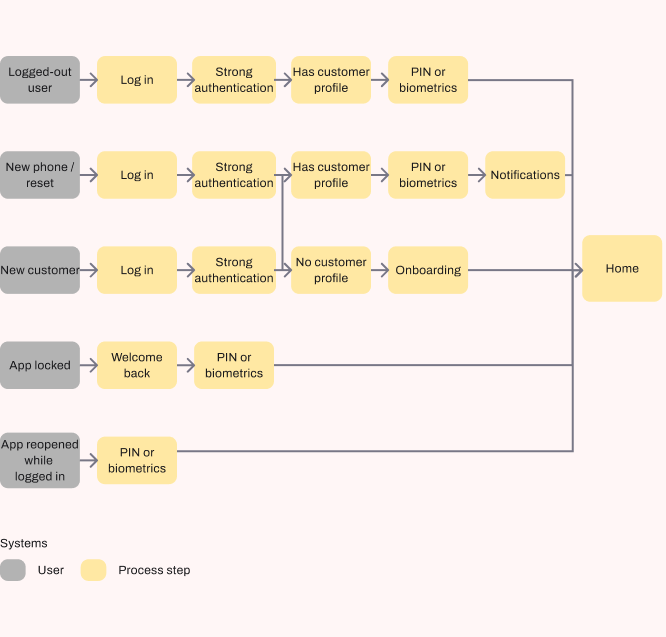 Logged-out
user
Log in
Strong
authentication
Has customer
profile
PIN or
biometrics
New phone /
reset
Log in
Strong
authentication
Has customer
profile
PIN or
biometrics
Notifications
New customer
Log in
Strong
authentication
No customer
profile
Onboarding
Home
App locked
Welcome
back
PIN or
biometrics
App reopened
while
logged in
PIN or
biometrics
Systems
User
Process step